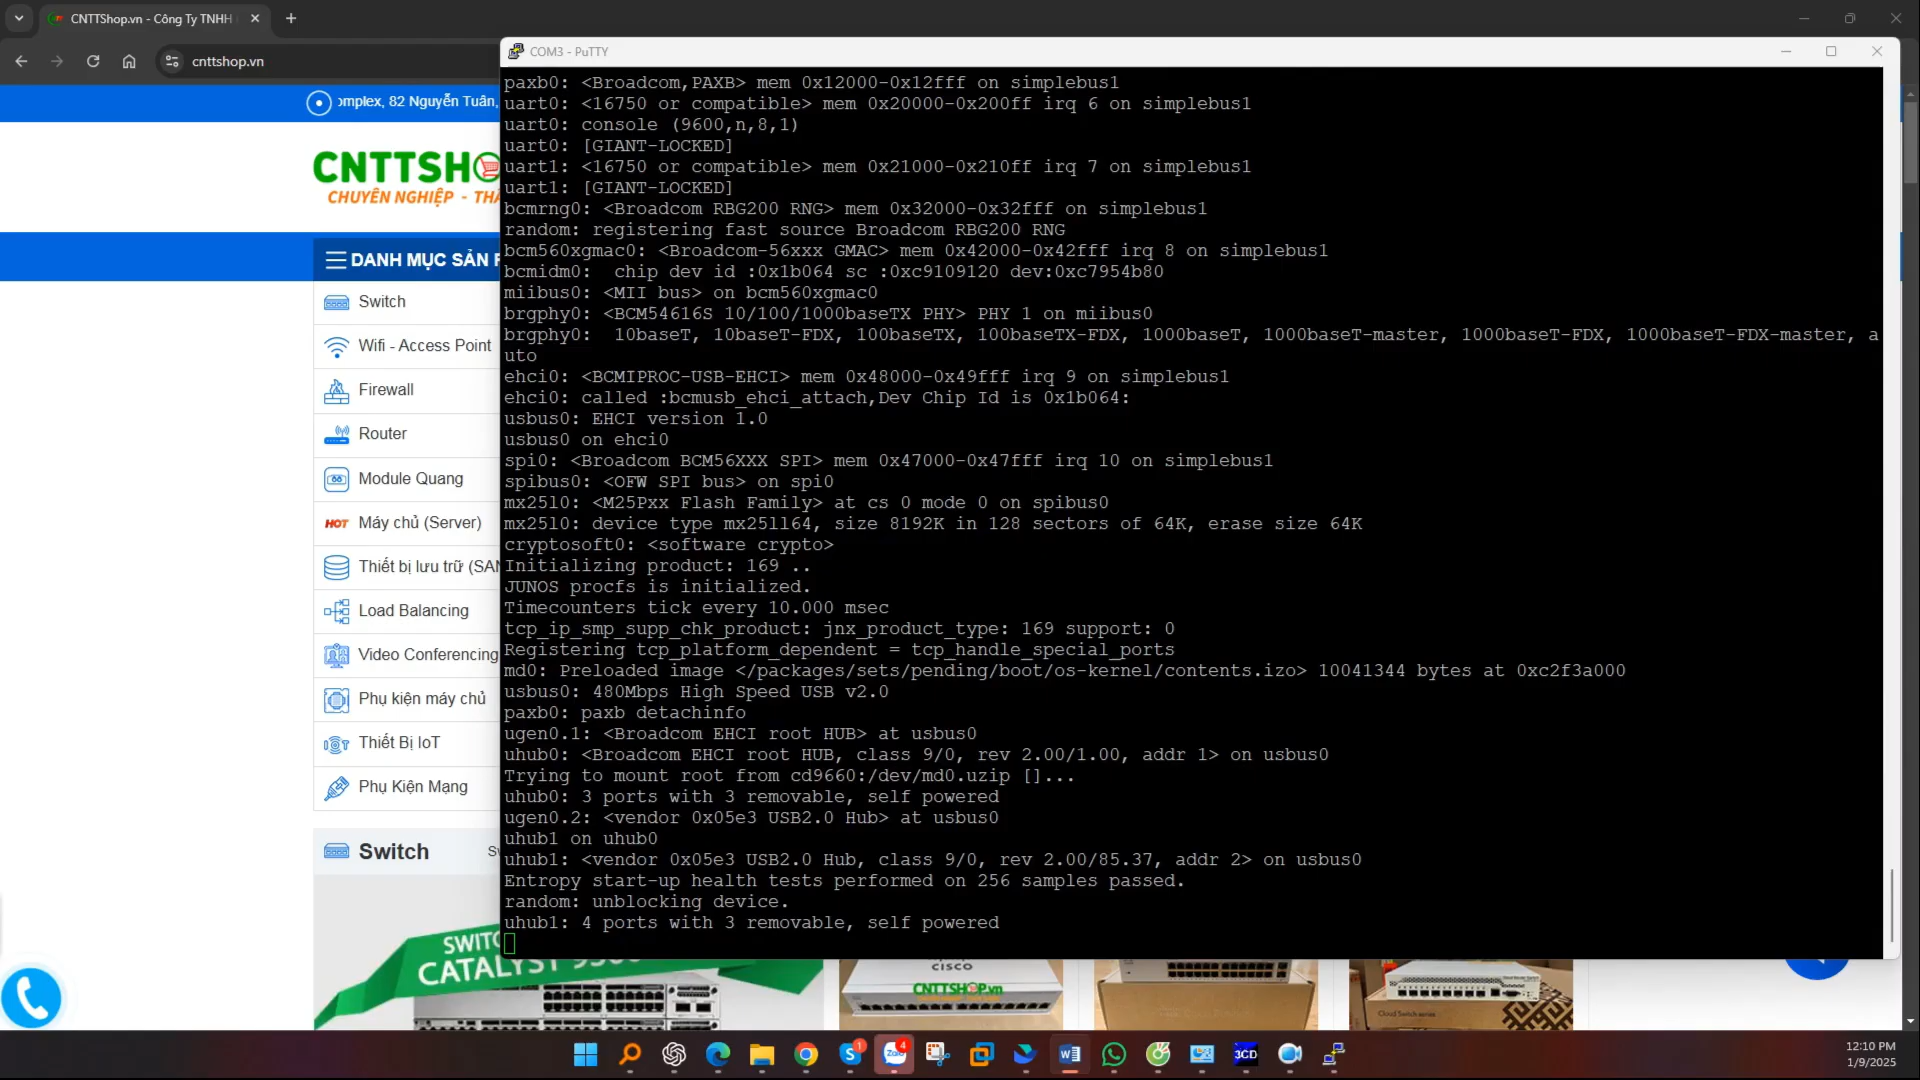 CNTTShop.vn - Công Ty TNHH
cnttshop.vn
COM3 - PuTTY
omplex, 82 Nguyễn Tuân,
CNTTSHO
CHUYÊN NGHIỆP - THÂ
DANH MỤC SẢN P
Switch
Wifi - Access Point
Firewall
Router
Module Quang
HOT Máy chủ (Server)
Thiết bị lưu trữ (SAN
Load Balancing
Video Conferencing
Phụ kiện máy chủ
Thiết Bị IoT
Phụ Kiện Mạng
Switch
paxb0: <Broadcom,PAXB> mem 0x12000-0x12fff on simplebus1
uart0: <16750 or compatible> mem 0x20000-0x200ff irq 6 on simplebus1
uart0: console (9600,n,8,1)
uart0: [GIANT-LOCKED]
uart1: <16750 or compatible> mem 0x21000-0x210ff irq 7 on simplebus1
uart1: [GIANT-LOCKED]
bcmrng0: <Broadcom RBG200 RNG> mem 0x32000-0x32fff on simplebus1
random: registering fast source Broadcom RBG200 RNG
bcm560xgmac0: <Broadcom-56xxx GMAC> mem 0x42000-0x42fff irq 8 on simplebus1
bcmidm0:  chip dev id :0x1b064 sc :0xc9109120 dev:0xc7954b80
miibus0: <MII bus> on bcm560xgmac0
brgphy0: <BCM54616S 10/100/1000baseTX PHY> PHY 1 on miibus0
brgphy0:  10baseT, 10baseT-FDX, 100baseTX, 100baseTX-FDX, 1000baseT, 1000baseT-master, 1000baseT-FDX, 1000baseT-FDX-master, a
uto
ehci0: <BCMIPROC-USB-EHCI> mem 0x48000-0x49fff irq 9 on simplebus1
ehci0: called :bcmusb_ehci_attach,Dev Chip Id is 0x1b064:
usbus0: EHCI version 1.0
usbus0 on ehci0
spi0: <Broadcom BCM56XXX SPI> mem 0x47000-0x47fff irq 10 on simplebus1
spibus0: <OFW SPI bus> on spi0
mx25l0: <M25Pxx Flash Family> at cs 0 mode 0 on spibus0
mx25l0: device type mx25ll64, size 8192K in 128 sectors of 64K, erase size 64K
cryptosoft0: <software crypto>
Initializing product: 169 ..
JUNOS procfs is initialized.
Timecounters tick every 10.000 msec
tcp_ip_smp_supp_chk_product: jnx_product_type: 169 support: 0
Registering tcp_platform_dependent = tcp_handle_special_ports
md0: Preloaded image </packages/sets/pending/boot/os-kernel/contents.izo> 10041344 bytes at 0xc2f3a000
usbus0: 480Mbps High Speed USB v2.0
paxb0: paxb detachinfo
ugen0.1: <Broadcom EHCI root HUB> at usbus0
uhub0: <Broadcom EHCI root HUB, class 9/0, rev 2.00/1.00, addr 1> on usbus0
Trying to mount root from cd9660:/dev/md0.uzip []...
uhub0: 3 ports with 3 removable, self powered
ugen0.2: <vendor 0x05e3 USB2.0 Hub> at usbus0
uhub1 on uhub0
uhub1: <vendor 0x05e3 USB2.0 Hub, class 9/0, rev 2.00/85.37, addr 2> on usbus0
Entropy start-up health tests performed on 256 samples passed.
random: unblocking device.
uhub1: 4 ports with 3 removable, self powered
SWITC
CATALYST
CISCO
CNTTSHOP.vn
Cloud Router Switch
Cloud Switch series
1
Zalo
4
3CD
12:10 PM
1/9/2025